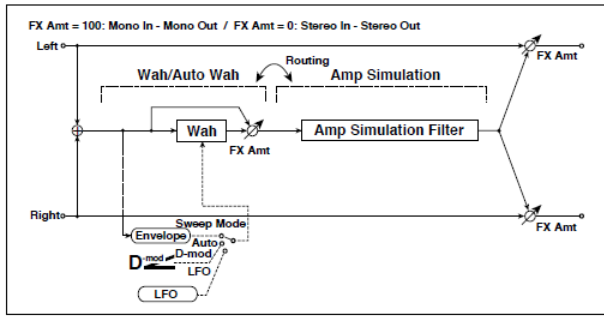 FX Amt = 100: Mono In - Mono Out / FX Amt = 0: Stereo In - Stereo Out
Left
FX Amt
Routing
Wah/Auto Wah
Amp Simulation
Wah
FX Amt
Amp Simulation Filter
Right
FX Amt
Sweep Mode
Envelope
Auto
D-mod
D-mod
LFO
LFO